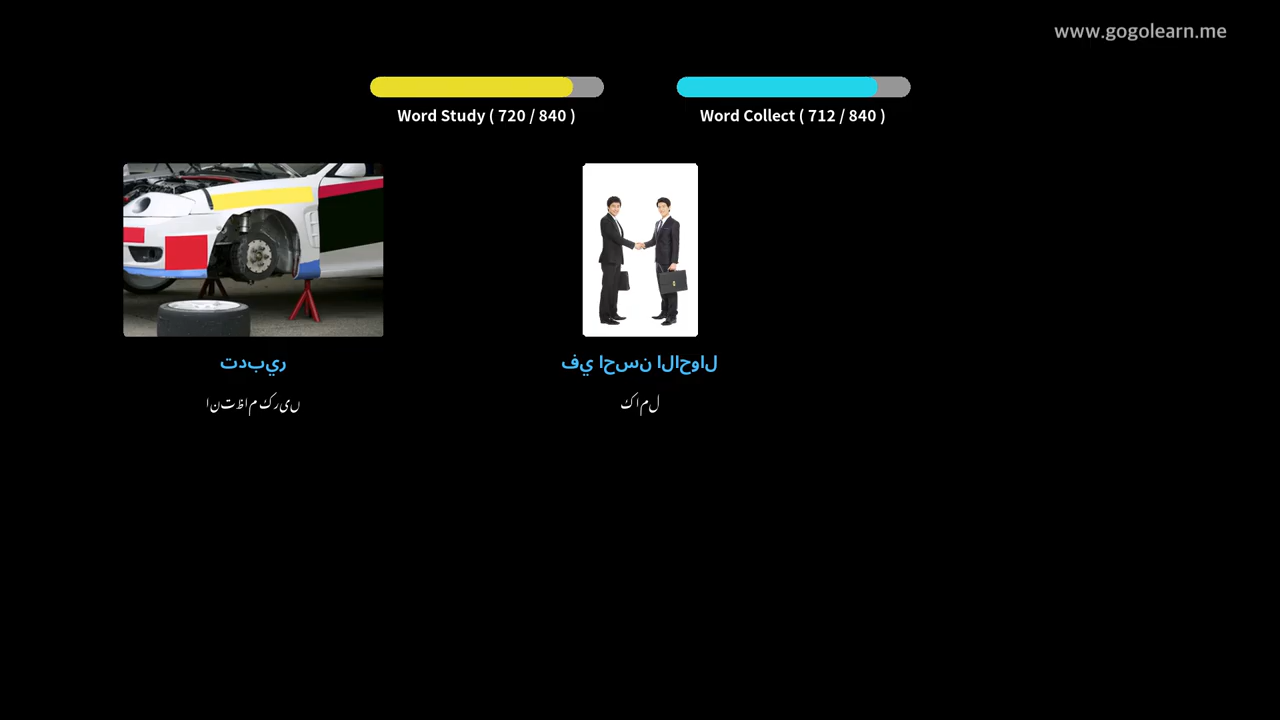 www.gogolearn.me
Word Study ( 720 / 840 )
Word Collect ( 712 / 840 )
تدبير
في احسن الاحوال
انتظام کریں
کامل